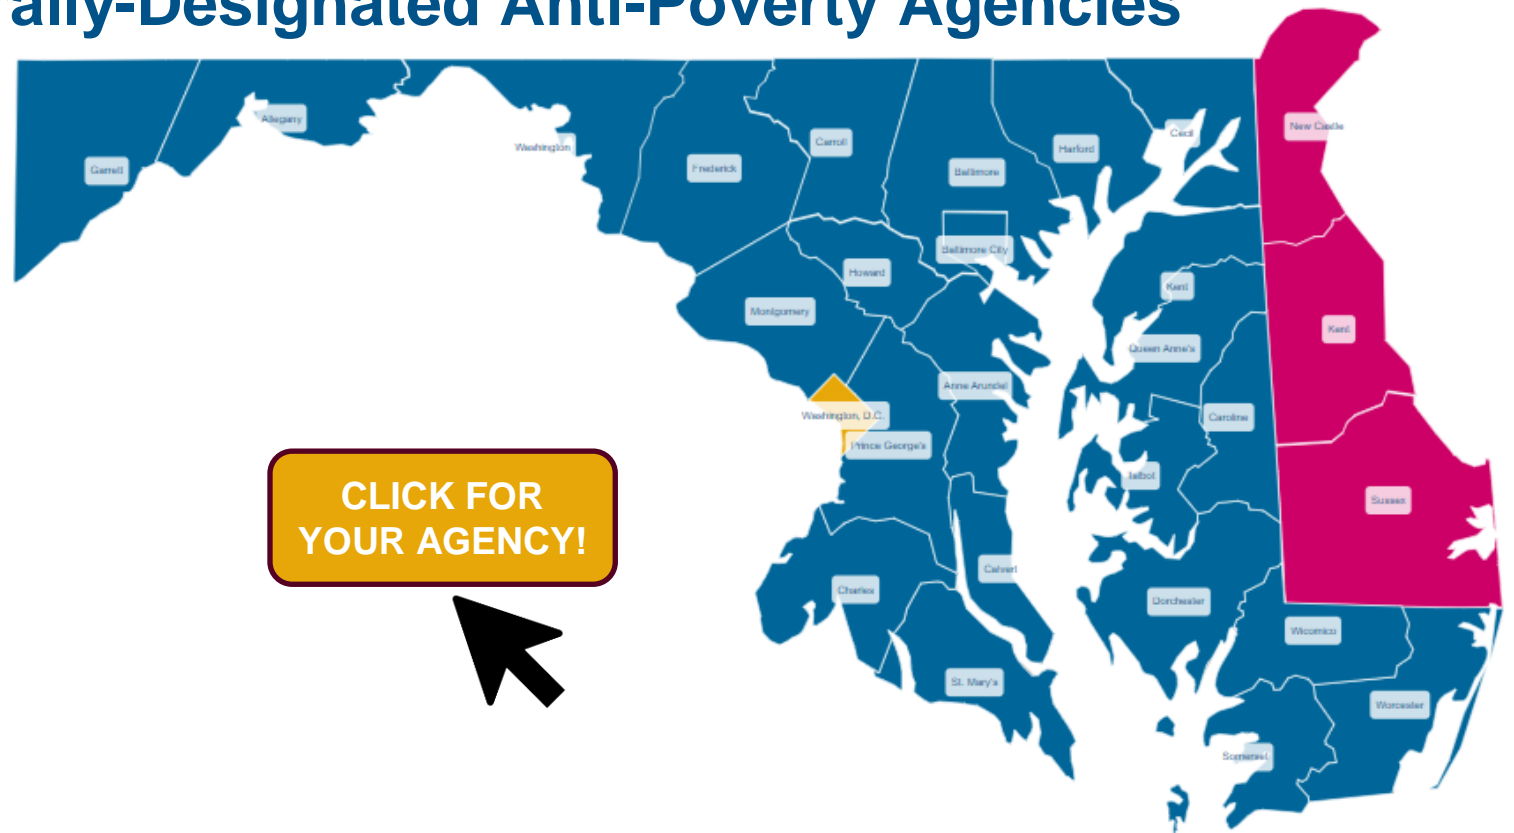 rally-Designated Anti-Poverty Agencies
Allegany
Garrett
Washington
Frederick
Carroll
Baltimore
Harford
Cecil
New Castle
Baltimore City
Howard
Montgomery
Kent
Queen Anne's
Kent
Anne Arundel
Washington, D.C.
Prince George's
Caroline
Talbot
Sussex
CLICK FOR
YOUR AGENCY!
Calvert
Charles
Dorchester
Wicomico
St. Mary's
Worcester
Somerset